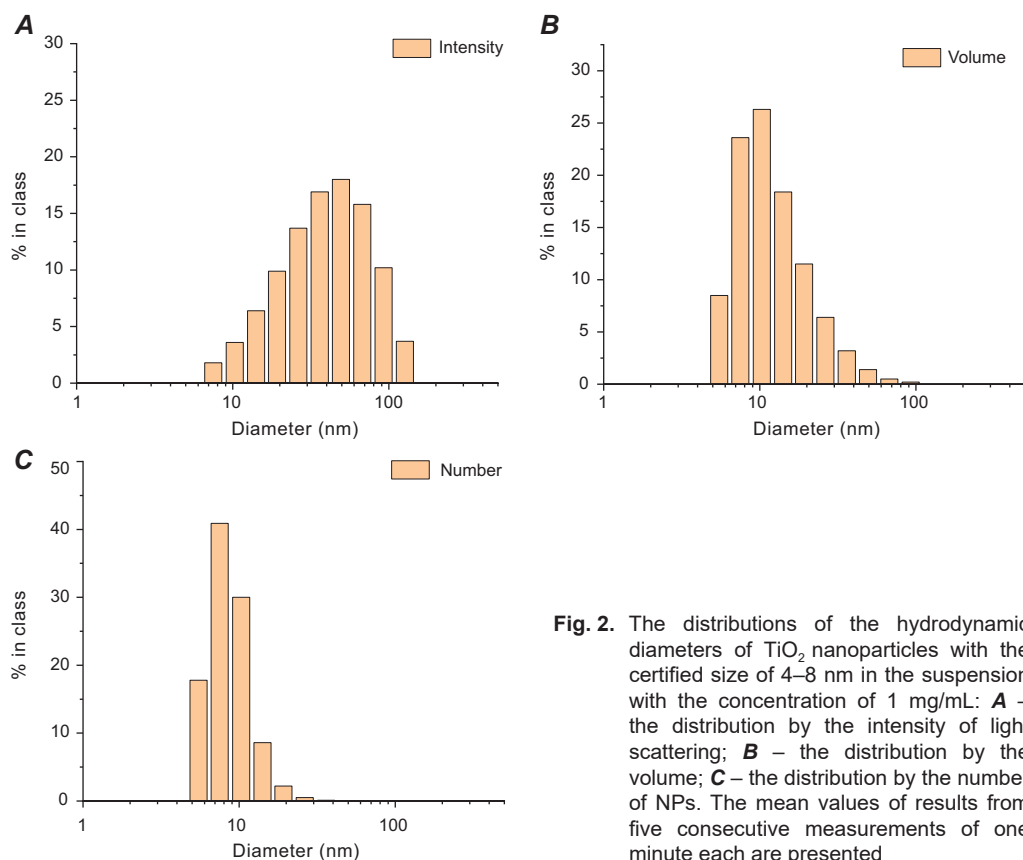 A
30
25
20
15
10
5
0
% in class
Intensity
1
10
100
Diameter (nm)
B
30
25
20
15
10
5
0
% in class
Volume
1
10
100
Diameter (nm)
C
50
40
30
20
10
0
% in class
Number
1
10
100
Diameter (nm)
Fig. 2. The distributions of the hydrodynamic
diameters of TiO2 nanoparticles with the
certified size of 4–8 nm in the suspension
with the concentration of 1 mg/mL: A –
the distribution by the intensity of ligh
scattering; B – the distribution by the
volume; C – the distribution by the number
of NPs. The mean values of results from
five consecutive measurements of one
minute each are presented